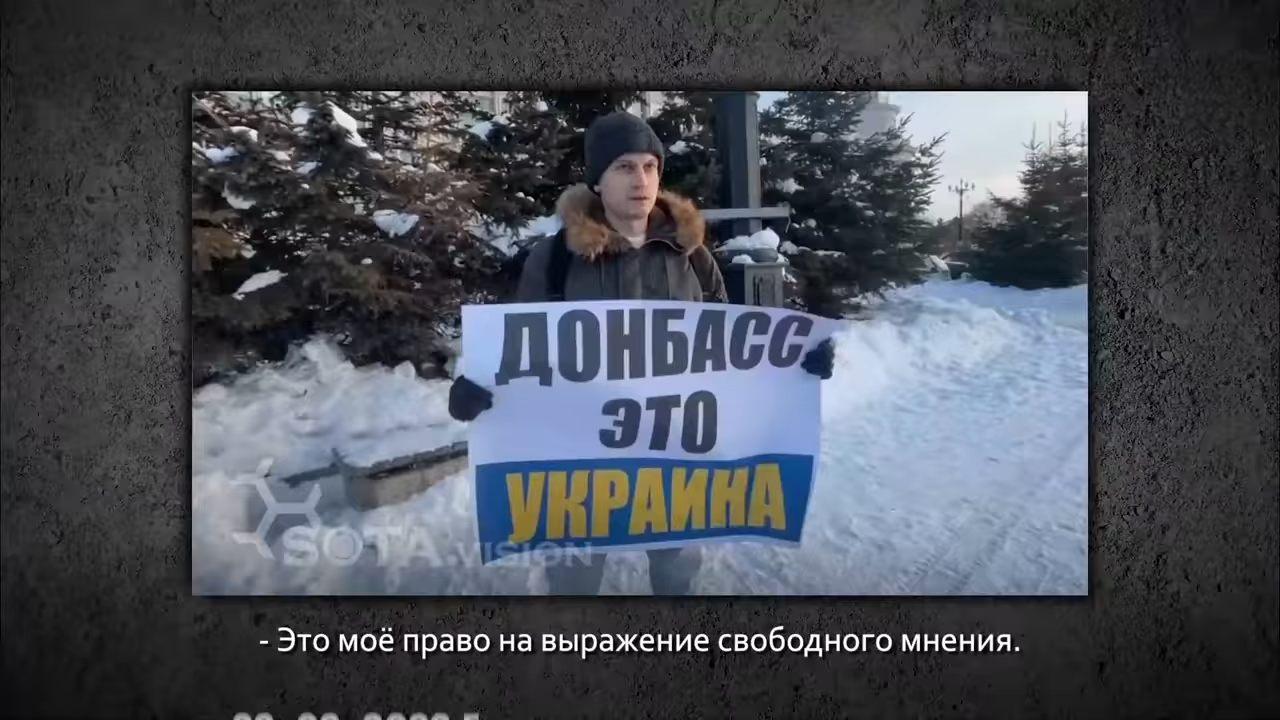 ДОНБАСС
ЭТО
УКРАИНА
SOTA.VISION
- Это моё право на выражение свободного мнения.